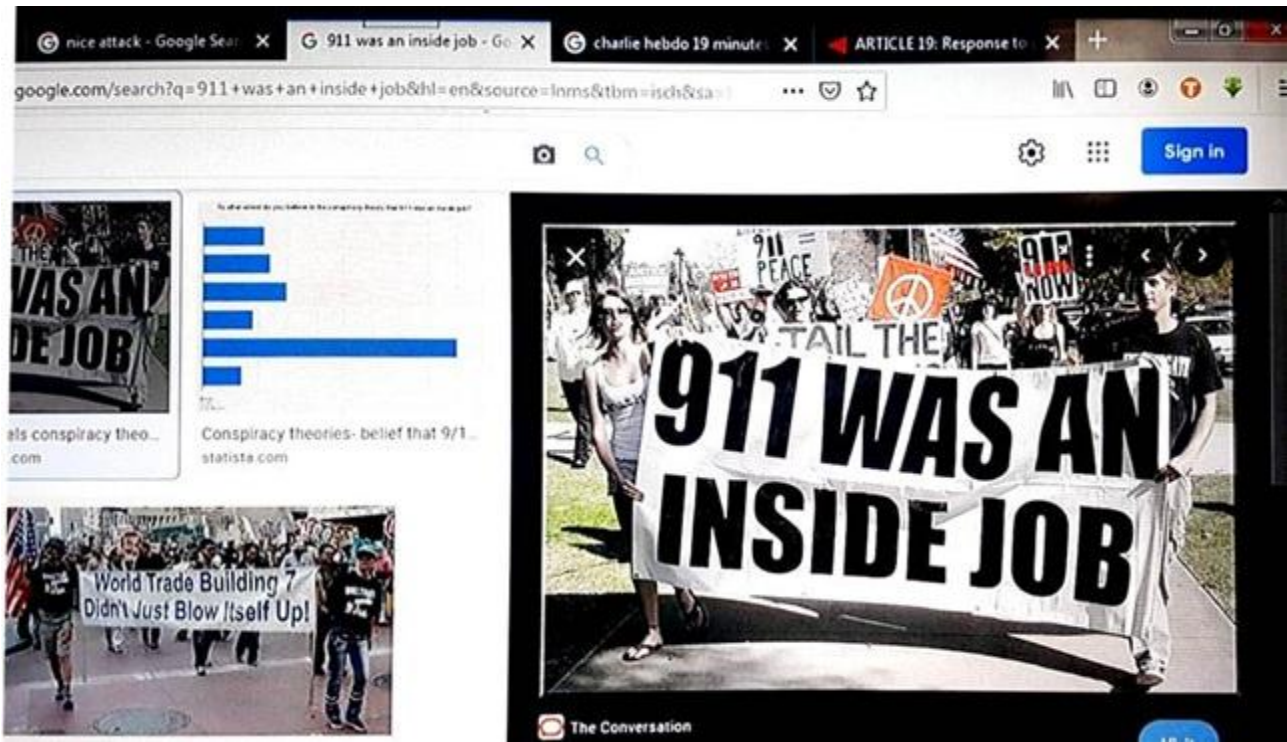 nice attack - Google Sear
911 was an inside job - Go
charlie hebdo 19 minute
ARTICLE 19: Response to
google.com/search?q=911+was+an+inside+job&hl=en&source=lnms&tbm=isch&sa=
Sign in
THE
WAS AN
DE JOB
els conspiracy theo...
.com
Conspiracy theories- belief that 9/1...
statista.com
World Trade Building 7
Didn't Just Blow Itself Up!
911 =
PEACE
911
NOW
TAIL THE
911 WAS AN
INSIDE JOB
The Conversation
Visit